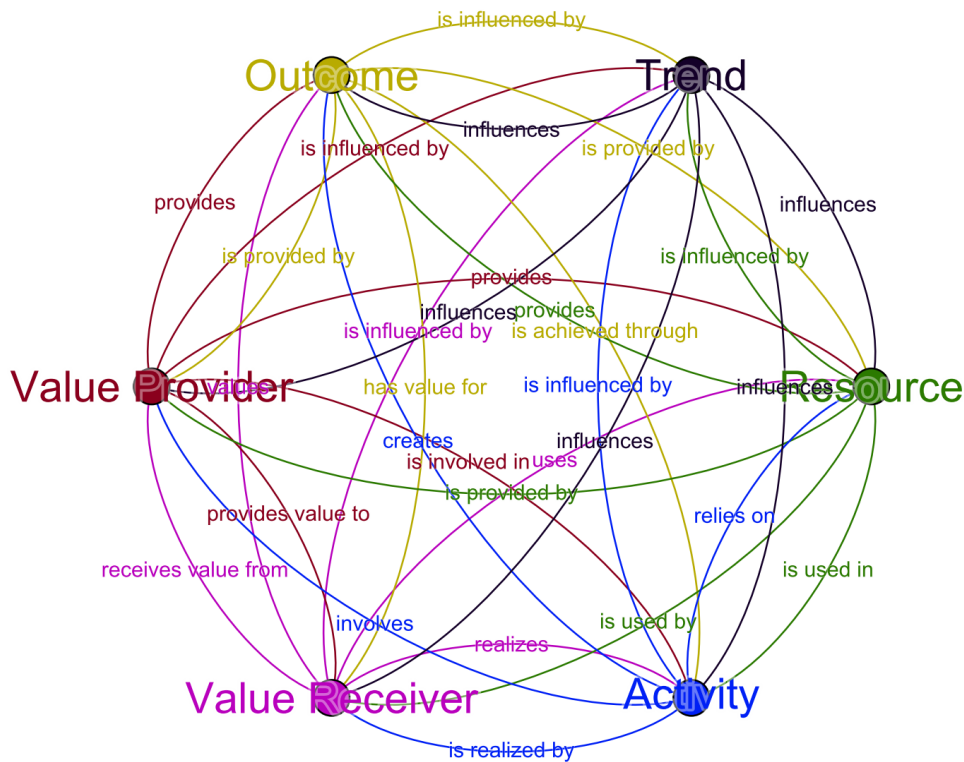 is influenced by
Outcome
Trend
influences
is influenced by
is provided by
provides
influences
is provided by
is Influenced by
provides
influences
provides
is influenced by
is achieved through
Value Provider
values
has value for
is influenced by
influences
Resource
creates
influences
is involved in
uses
is provided by
provides value to
relies on
receives value from
is used in
involves
is used by
realizes
Value Receiver
Activity
is realized by